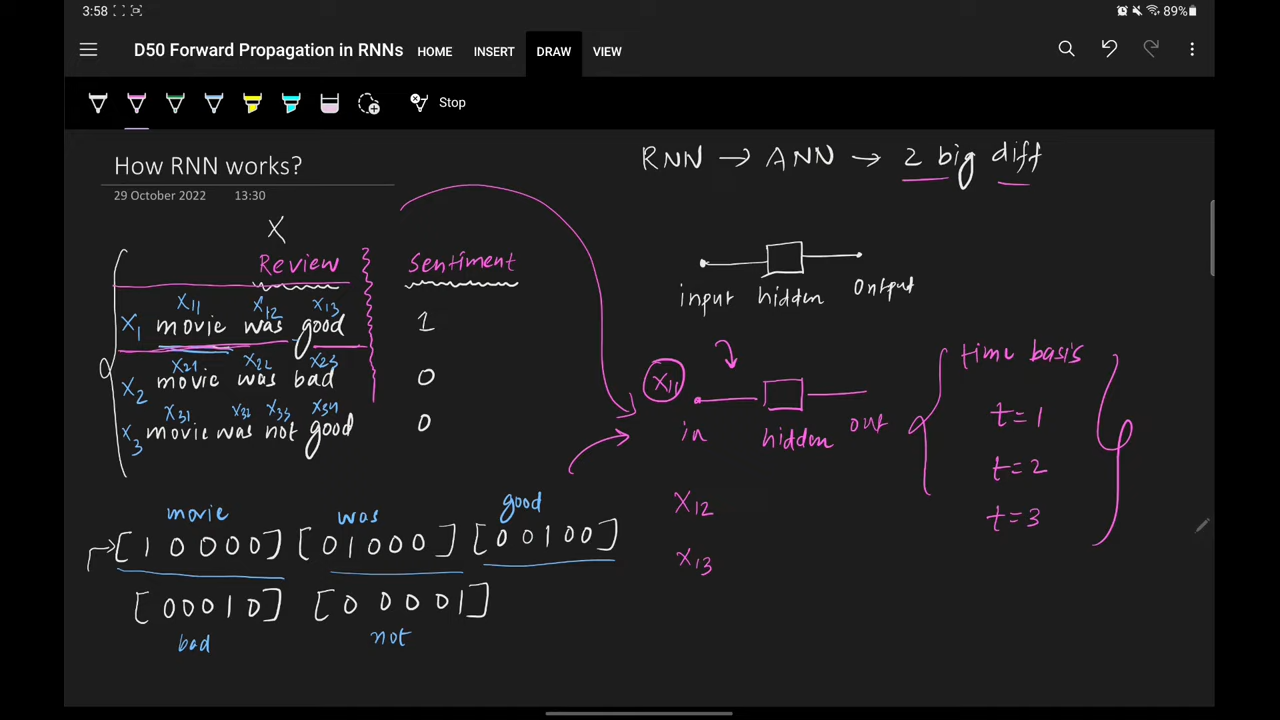 3:58
89%
D50 Forward Propagation in RNNs HOME INSERT DRAW VIEW
Stop
How RNN works?
29 October 2022 13:30
RNN → ANN → 2 big diff
X
Review Sentiment
input hidden Output
X11 X12 X13
X1 movie was good 1
X21 X22 X23
X2 movie was bad 0
X31 X32 X33 X34
X3 movie was not good 0
X11
in hidden out
X12
X13
time basis
t=1
t=2
t=3
movie was good
[1 0 0 0 0] [0 1 0 0 0] [0 0 1 0 0]
[0 0 0 1 0] [0 0 0 0 1]
bad not